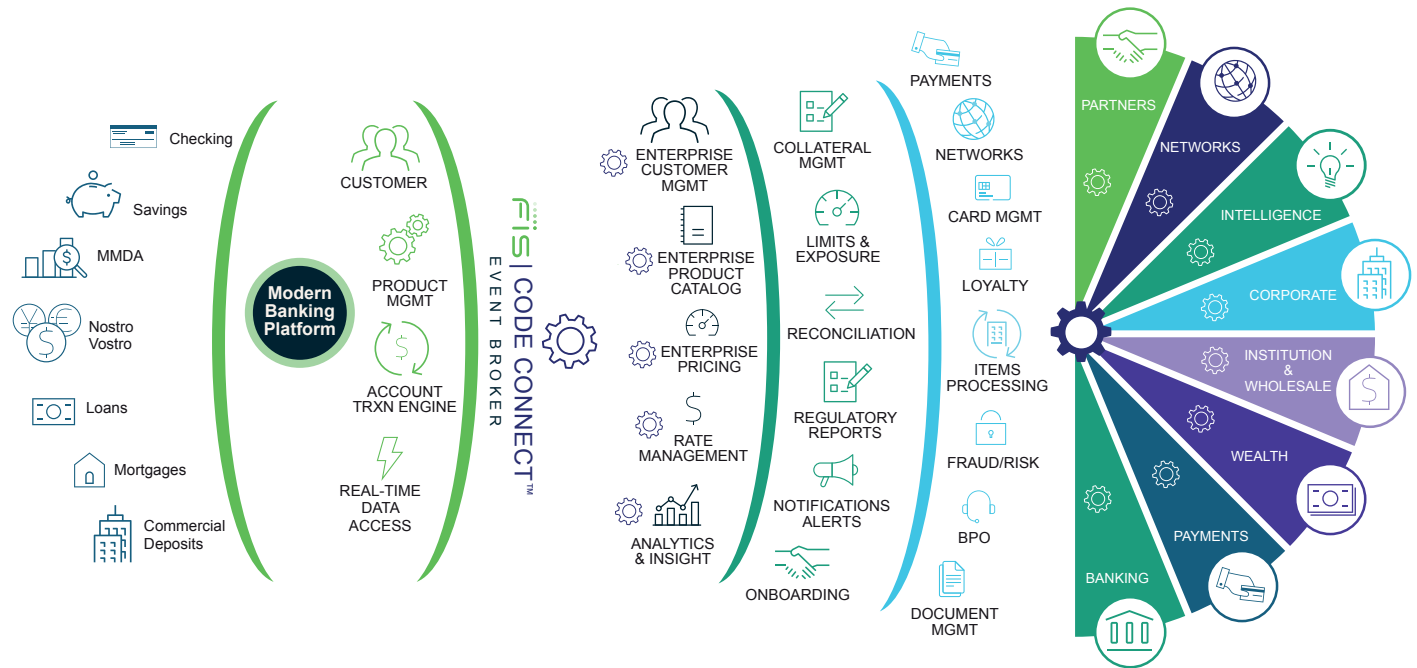 Checking
Savings
MMDA
Nostro
Vostro
Loans
Mortgages
Commercial
Deposits
Modern
Banking
Platform
CUSTOMER
PRODUCT
MGMT
ACCOUNT
TRXN ENGINE
REAL-TIME
DATA
ACCESS
FIS | CODE CONNECT™
EVENT BROKER
ENTERPRISE
CUSTOMER
MGMT
ENTERPRISE
PRODUCT
CATALOG
ENTERPRISE
PRICING
RATE
MANAGEMENT
ANALYTICS
& INSIGHT
COLLATERAL
MGMT
LIMITS &
EXPOSURE
RECONCILIATION
REGULATORY
REPORTS
NOTIFICATIONS
ALERTS
ONBOARDING
PAYMENTS
NETWORKS
CARD MGMT
LOYALTY
ITEMS
PROCESSING
FRAUD/RISK
BPO
DOCUMENT
MGMT
PARTNERS
NETWORKS
INTELLIGENCE
CORPORATE
INSTITUTION
&
WHOLESALE
WEALTH
PAYMENTS
BANKING